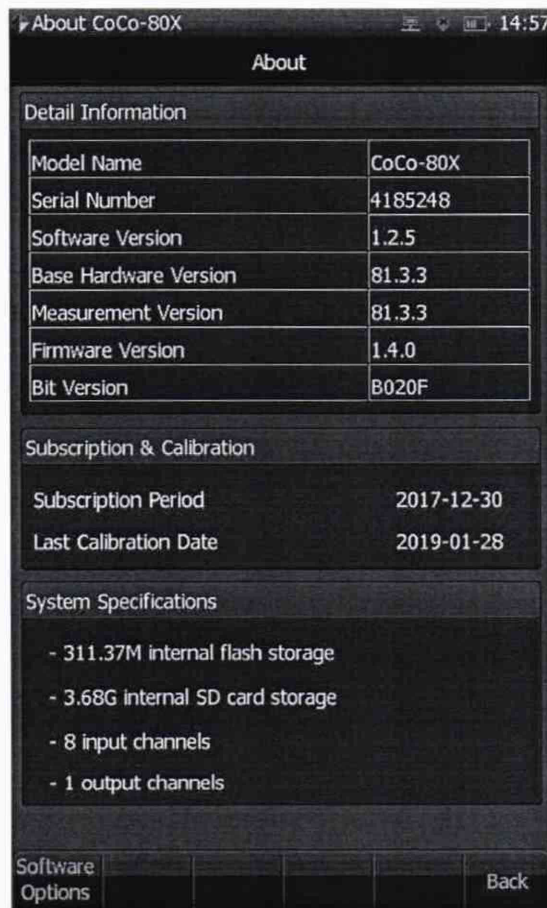 About CoCo-80X 14:57
About
Detail Information
Model Name CoCo-80X
Serial Number 4185248
Software Version 1.2.5
Base Hardware Version 81.3.3
Measurement Version 81.3.3
Firmware Version 1.4.0
Bit Version B020F
Subscription & Calibration
Subscription Period 2017-12-30
Last Calibration Date 2019-01-28
System Specifications
- 311.37M internal flash storage
- 3.68G internal SD card storage
- 8 input channels
- 1 output channels
Software
Options
Back